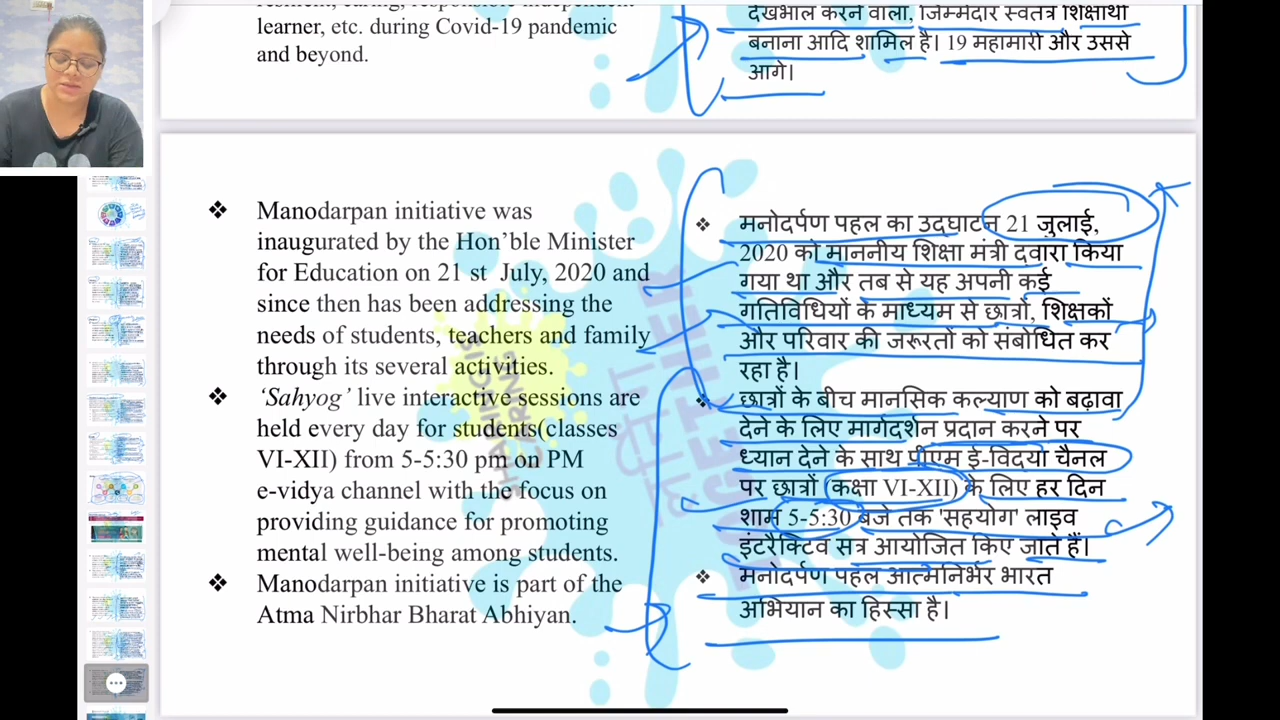 learner, etc. during Covid-19 pandemic
and beyond.
देखभाल करने वाला, जिम्मेदार स्वतंत्र शिक्षार्थी
बनाना आदि शामिल है। 19 महामारी और उससे
आगे।
❖ Manodarpan initiative was
inaugurated by the Hon'ble Minister
for Education on 21 st July, 2020 and
since then has been addressing the
needs of students, teachers and family
through its several activities.
❖ ‘Sahyog’ live interactive sessions are
held every day for students(classes
VI-XII) from 5-5:30 pm on PM
e-vidya channel with the focus on
providing guidance for promoting
mental well-being among students.
❖ Manodarpan initiative is part of the
Atma Nirbhar Bharat Abhiyan.
❖ मनोदर्पण पहल का उद्घाटन 21 जुलाई,
2020 को माननीय शिक्षा मंत्री द्वारा किया
गया था और तब से यह अपनी कई
गतिविधियों के माध्यम से छात्रों, शिक्षकों
और परिवार की जरूरतों को संबोधित कर
रहा है।
❖ छात्रों के बीच मानसिक कल्याण को बढ़ावा
देने के लिए मार्गदर्शन प्रदान करने पर
ध्यान देने के साथ पीएम ई-विद्या चैनल
पर छात्रों (कक्षा VI-XII) के लिए हर दिन
शाम 5-5:30 बजे तक 'सहयोग' लाइव
इंटरैक्टिव सत्र आयोजित किए जाते हैं।
❖ मनोदर्पण पहल आत्मनिर्भर भारत
अभियान का हिस्सा है।